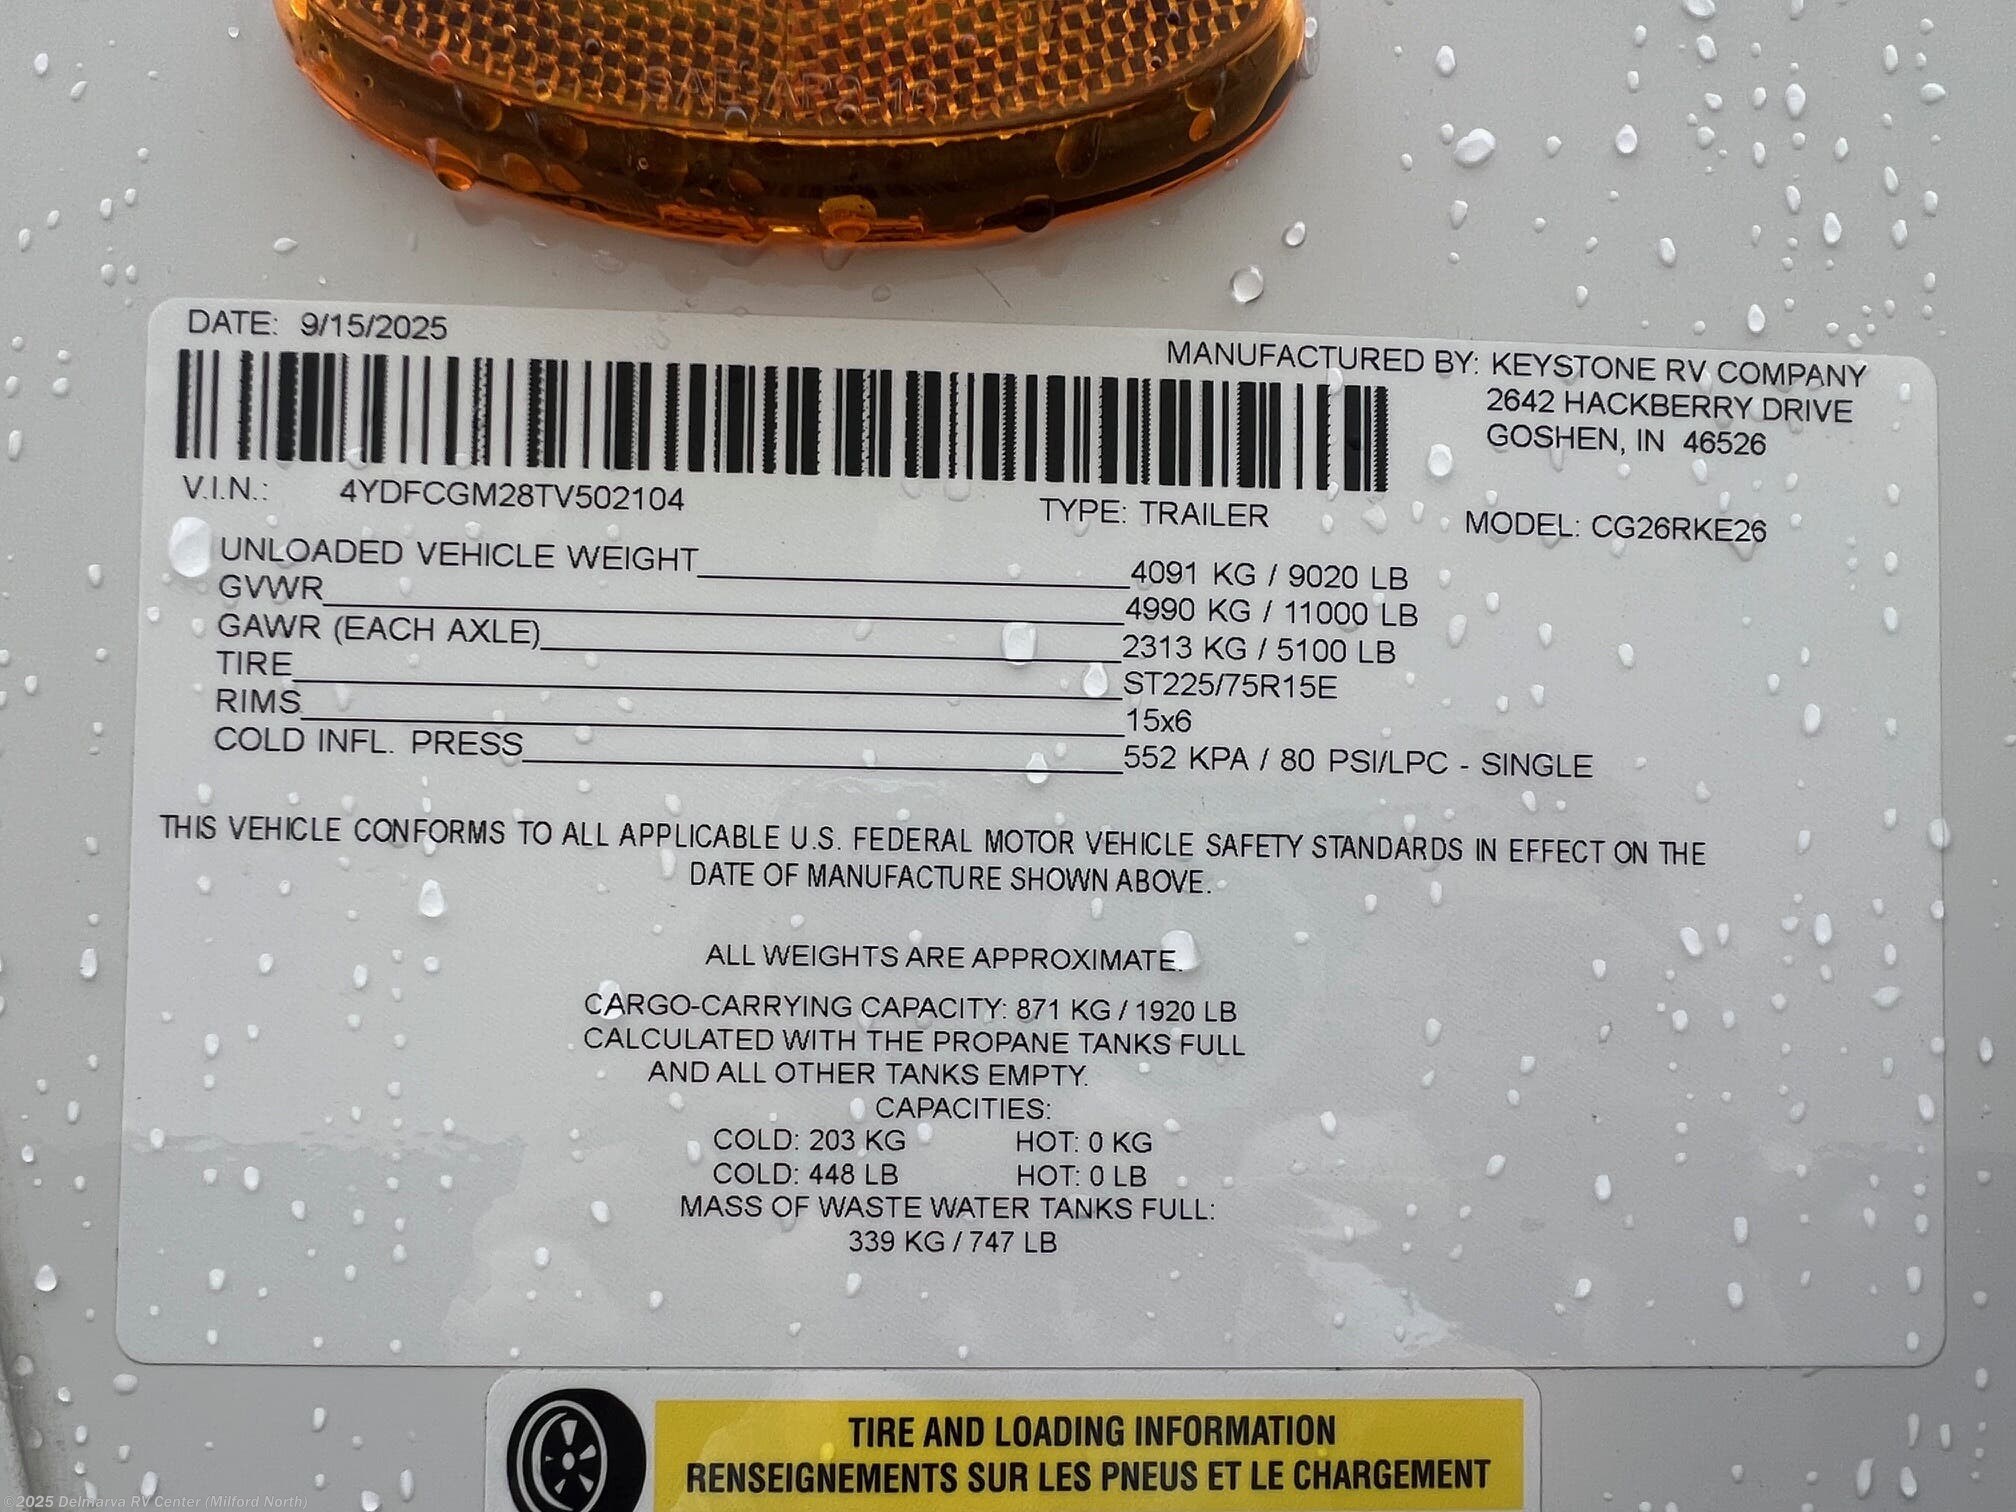 SAE AP2-16
DATE: 9/15/2025
MANUFACTURED BY: KEYSTONE RV COMPANY
2642 HACKBERRY DRIVE
GOSHEN, IN 46526
V.I.N.: 4YDFCGM28TV502104
TYPE: TRAILER
MODEL: CG26RKE26
UNLOADED VEHICLE WEIGHT 4091 KG / 9020 LB
GVWR 4990 KG / 11000 LB
GAWR (EACH AXLE) 2313 KG / 5100 LB
TIRE ST225/75R15E
RIMS 15x6
COLD INFL. PRESS 552 KPA / 80 PSI/LPC - SINGLE
THIS VEHICLE CONFORMS TO ALL APPLICABLE U.S. FEDERAL MOTOR VEHICLE SAFETY STANDARDS IN EFFECT ON THE
DATE OF MANUFACTURE SHOWN ABOVE.
ALL WEIGHTS ARE APPROXIMATE.
CARGO-CARRYING CAPACITY: 871 KG / 1920 LB
CALCULATED WITH THE PROPANE TANKS FULL
AND ALL OTHER TANKS EMPTY.
CAPACITIES:
COLD: 203 KG HOT: 0 KG
COLD: 448 LB HOT: 0 LB
MASS OF WASTE WATER TANKS FULL:
339 KG / 747 LB
TIRE AND LOADING INFORMATION
RENSEIGNEMENTS SUR LES PNEUS ET LE CHARGEMENT
©2025 Delmarva RV Center (Milford North)